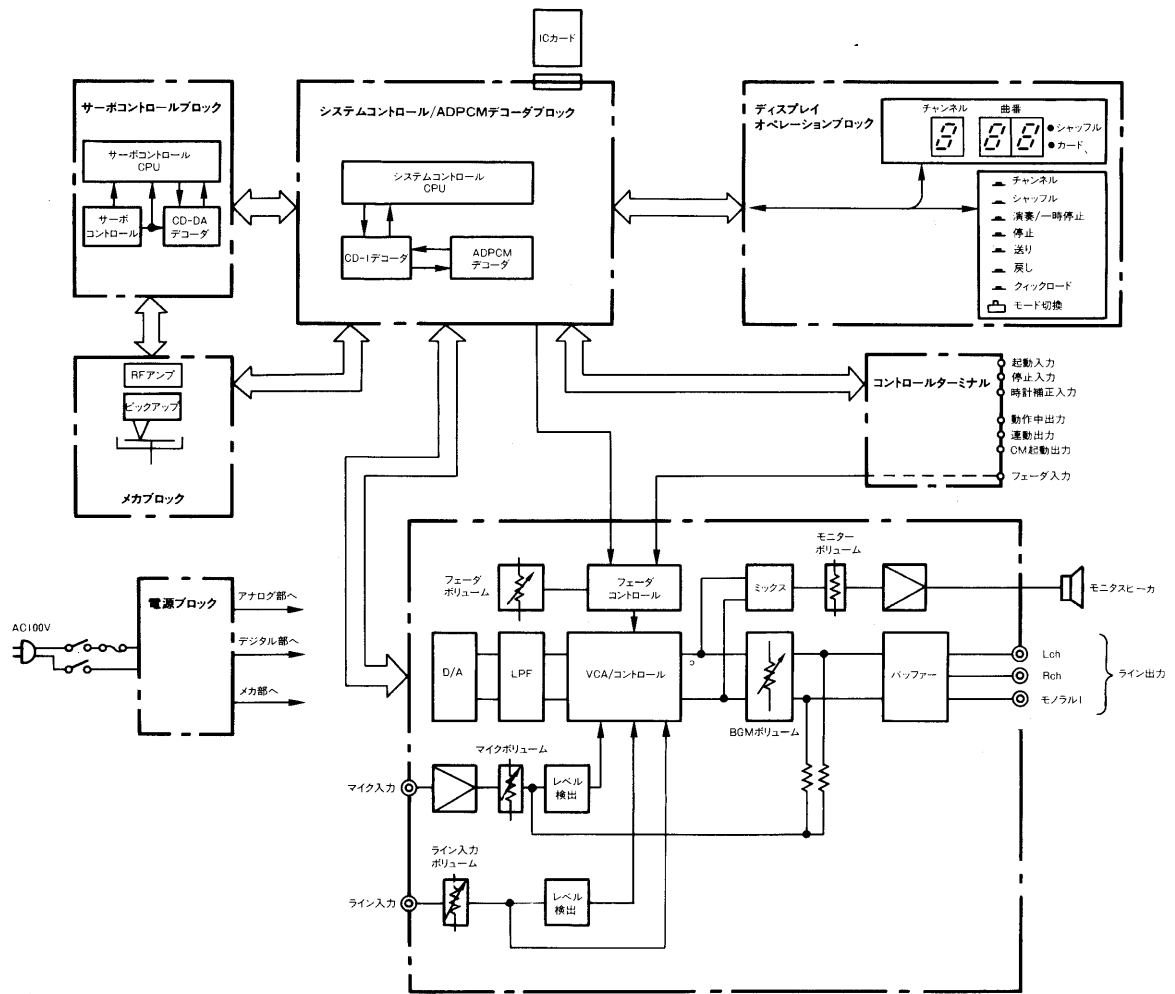 ICカード
サーボコントロールブロック
サーボコントロール
CPU
サーボ
コントロール
CD-DA
デコーダ
システムコントロール/ADPCMデコーダブロック
システムコントロール
CPU
CD-Iデコーダ
ADPCM
デコーダ
ディスプレイ
オペレーションブロック
チャンネル
曲番
8
8 8
●シャッフル
●カード
チャンネル
シャッフル
演奏/一時停止
停止
送り
戻し
クィックロード
モード切換
RFアンプ
ピックアップ
メカブロック
コントロールターミナル
起動入力
停止入力
時計補正入力
動作中出力
連動出力
CM起動出力
フェーダ入力
電源ブロック
AC100V
アナログ部へ
デジタル部へ
メカ部へ
フェーダ
ボリューム
フェーダ
コントロール
ミックス
モニター
ボリューム
モニタスピーカ
D/A
LPF
VCA/コントロール
BGMボリューム
バッファー
Lch
Rch
モノラル1
ライン出力
マイク入力
マイクボリューム
レベル
検出
ライン入力
ボリューム
ライン入力
レベル
検出